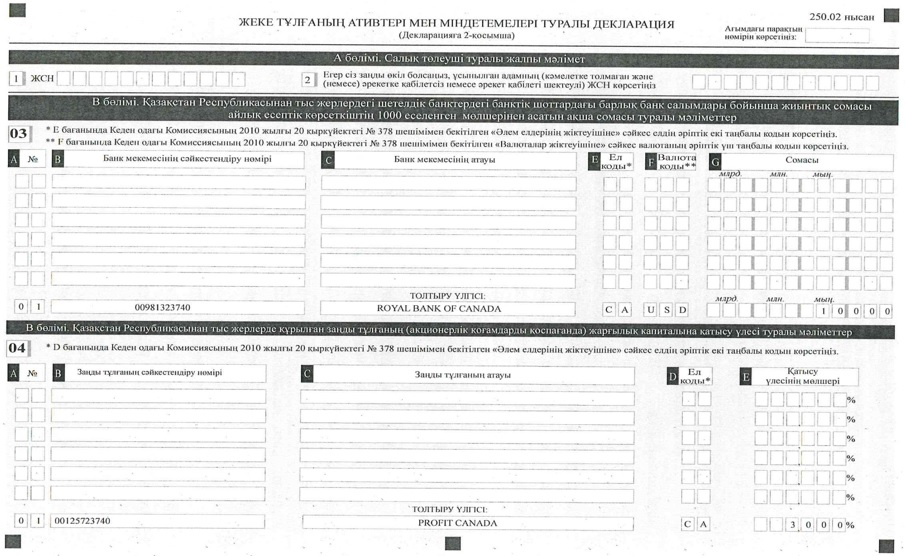 250.02 нысан
ЖЕКЕ ТҰЛҒАНЫҢ АКТИВТЕРІ МЕН МІНДЕТЕМЕЛЕРІ ТУРАЛЫ ДЕКЛАРАЦИЯ
(Декларацияға 2-қосымша)
Ағымдағы парақтың
нөмірін көрсетіңіз:
А бөлімі. Салық төлеуші туралы жалпы мәлімет
1 ЖСН
2 Егер сіз заңды өкіл болсаңыз, ұсынылған адамның (кәмелетке толмаған және
(немесе) әрекетке қабілетсіз немесе әрекет қабілеті шектеулі) ЖСН көрсетіңіз
В бөлімі. Қазақстан Республикасынан тыс жерлердегі шетелдік банктердегі банктік шоттардағы барлық банк салымдары бойынша жиынтық сомасы
айлық есептік көрсеткіштің 1000 еселенген мөлшерінен асатын ақша сомасы туралы мәліметтер
03
* Е бағанында Кеден одағы Комиссиясының 2010 жылғы 20 қыркүйектегі № 378 шешімімен бекітілген «Әлем елдерінің жіктеуішіне» сәйкес елдің әріптік екі таңбалы кодын көрсетіңіз.
** F бағанында Кеден одағы Комиссиясының 2010 жылғы 20 қыркүйектегі № 378 шешімімен бекітілген «Валюталар жіктеуішіне» сәйкес валютаның әріптік үш таңбалы кодын көрсетіңіз.
A № B Банк мекемесінің сәйкестендіру нөмірі C Банк мекемесінің атауы E Ел коды* F Валюта коды** G Сомасы
млрд. млн. мың.
ТОЛТЫРУ ҮЛГІСІ:
млрд. млн. мың.
0 1 00981323740 ROYAL BANK OF CANADA C A U S D 1 0 0 0 0
В бөлімі. Қазақстан Республикасынан тыс жерлерде құрылған заңды тұлғаның (акционерлік қоғамдарды қоспағанда) жарғылық капиталына қатысу үлесі туралы мәліметтер
04
* D бағанында Кеден одағы Комиссиясының 2010 жылғы 20 қыркүйектегі № 378 шешімімен бекітілген «Әлем елдерінің жіктеуішіне» сәйкес елдің әріптік екі таңбалы кодын көрсетіңіз.
A № B Заңды тұлғаның сәйкестендіру нөмірі C Заңды тұлғаның атауы D Ел коды* E Қатысу үлесінің мөлшері
%
%
%
%
%
%
ТОЛТЫРУ ҮЛГІСІ:
0 1 00125723740 PROFIT CANADA C A 3 0 0 0 %